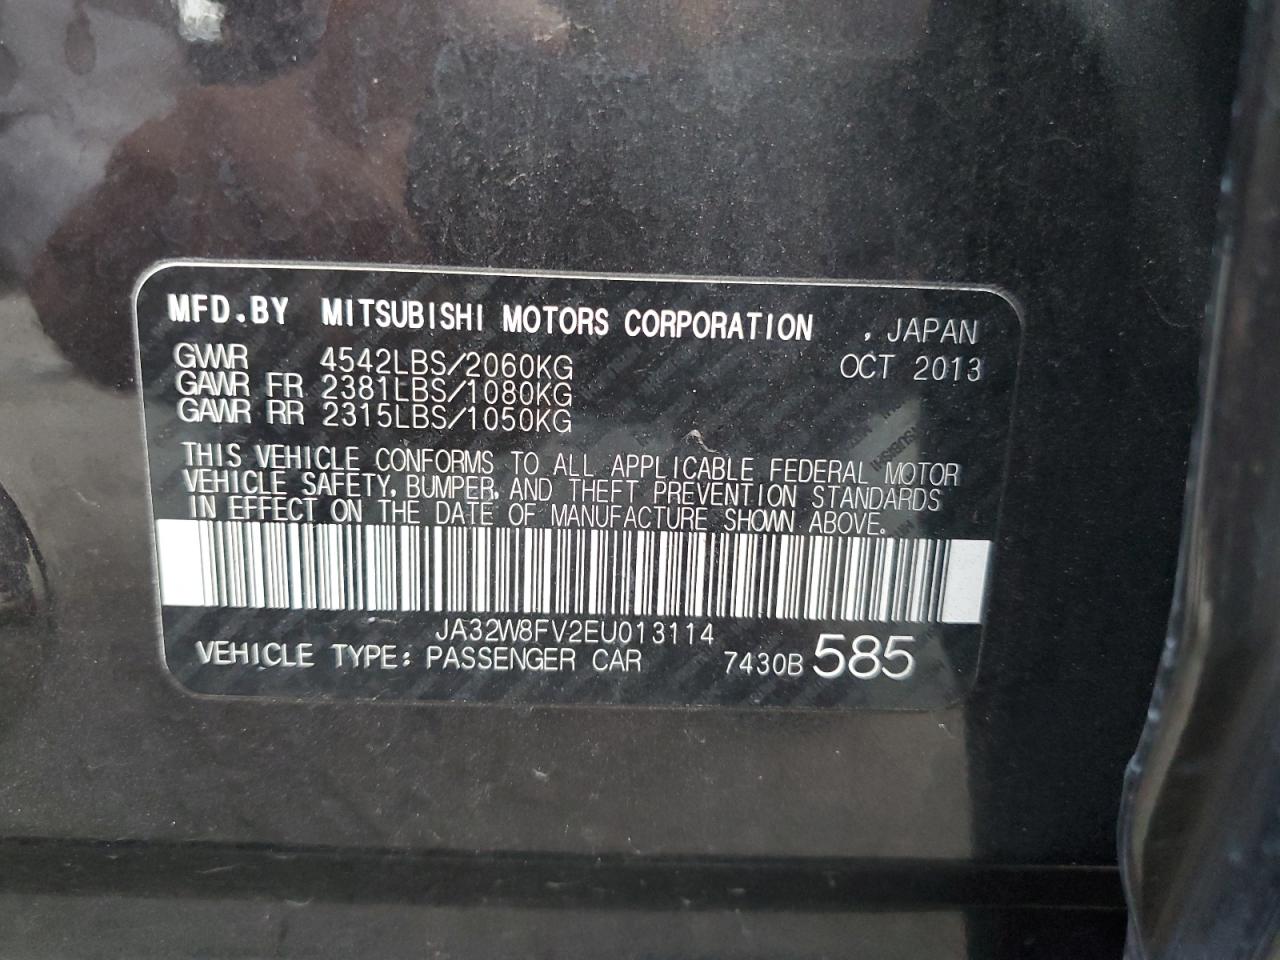 MFD.BY MITSUBISHI MOTORS CORPORATION , JAPAN
GVWR 4542LBS/2060KG OCT 2013
GAWR FR 2381LBS/1080KG
GAWR RR 2315LBS/1050KG
THIS VEHICLE CONFORMS TO ALL APPLICABLE FEDERAL MOTOR
VEHICLE SAFETY, BUMPER, AND THEFT PREVENTION STANDARDS
IN EFFECT ON THE DATE OF MANUFACTURE SHOWN ABOVE.
JA32W8FV2EU013114
VEHICLE TYPE: PASSENGER CAR 7430B 585